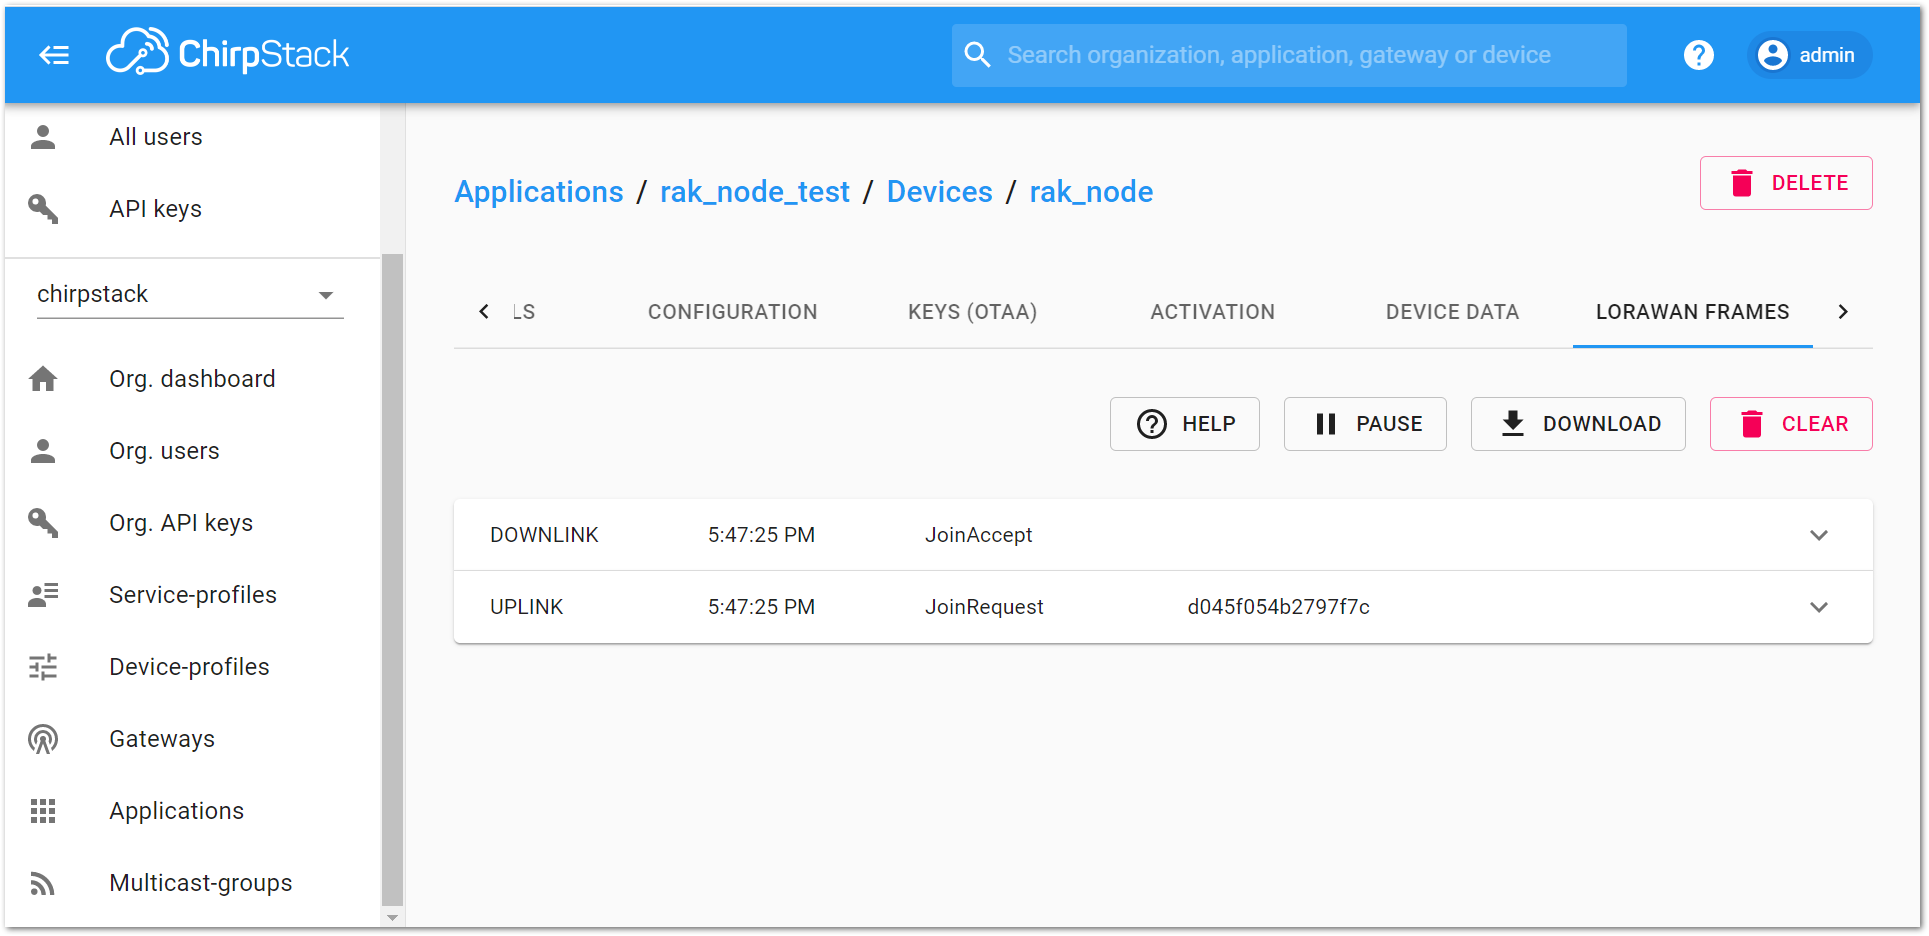 ChirpStack
Search organization, application, gateway or device
? admin
All users
API keys
chirpstack
Org. dashboard
Org. users
Org. API keys
Service-profiles
Device-profiles
Gateways
Applications
Multicast-groups
Applications / rak_node_test / Devices / rak_node
DELETE
LS CONFIGURATION KEYS (OTAA) ACTIVATION DEVICE DATA LORAWAN FRAMES
? HELP PAUSE DOWNLOAD CLEAR
DOWNLINK 5:47:25 PM JoinAccept
UPLINK 5:47:25 PM JoinRequest d045f054b2797f7c